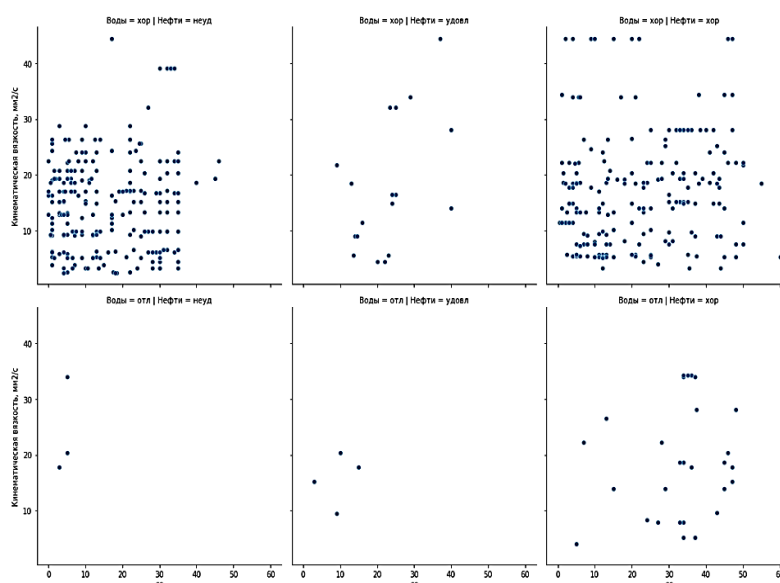 Воды = хор | Нефти = неуд
Воды = хор | Нефти = удовл
Воды = хор | Нефти = хор
Кинематическая вязкость, мм2/с
40
30
20
10
Воды = отл | Нефти = неуд
Воды = отл | Нефти = удовл
Воды = отл | Нефти = хор
Кинематическая вязкость, мм2/с
40
30
20
10
0 10 20 30 40 50 60
0 10 20 30 40 50 60
0 10 20 30 40 50